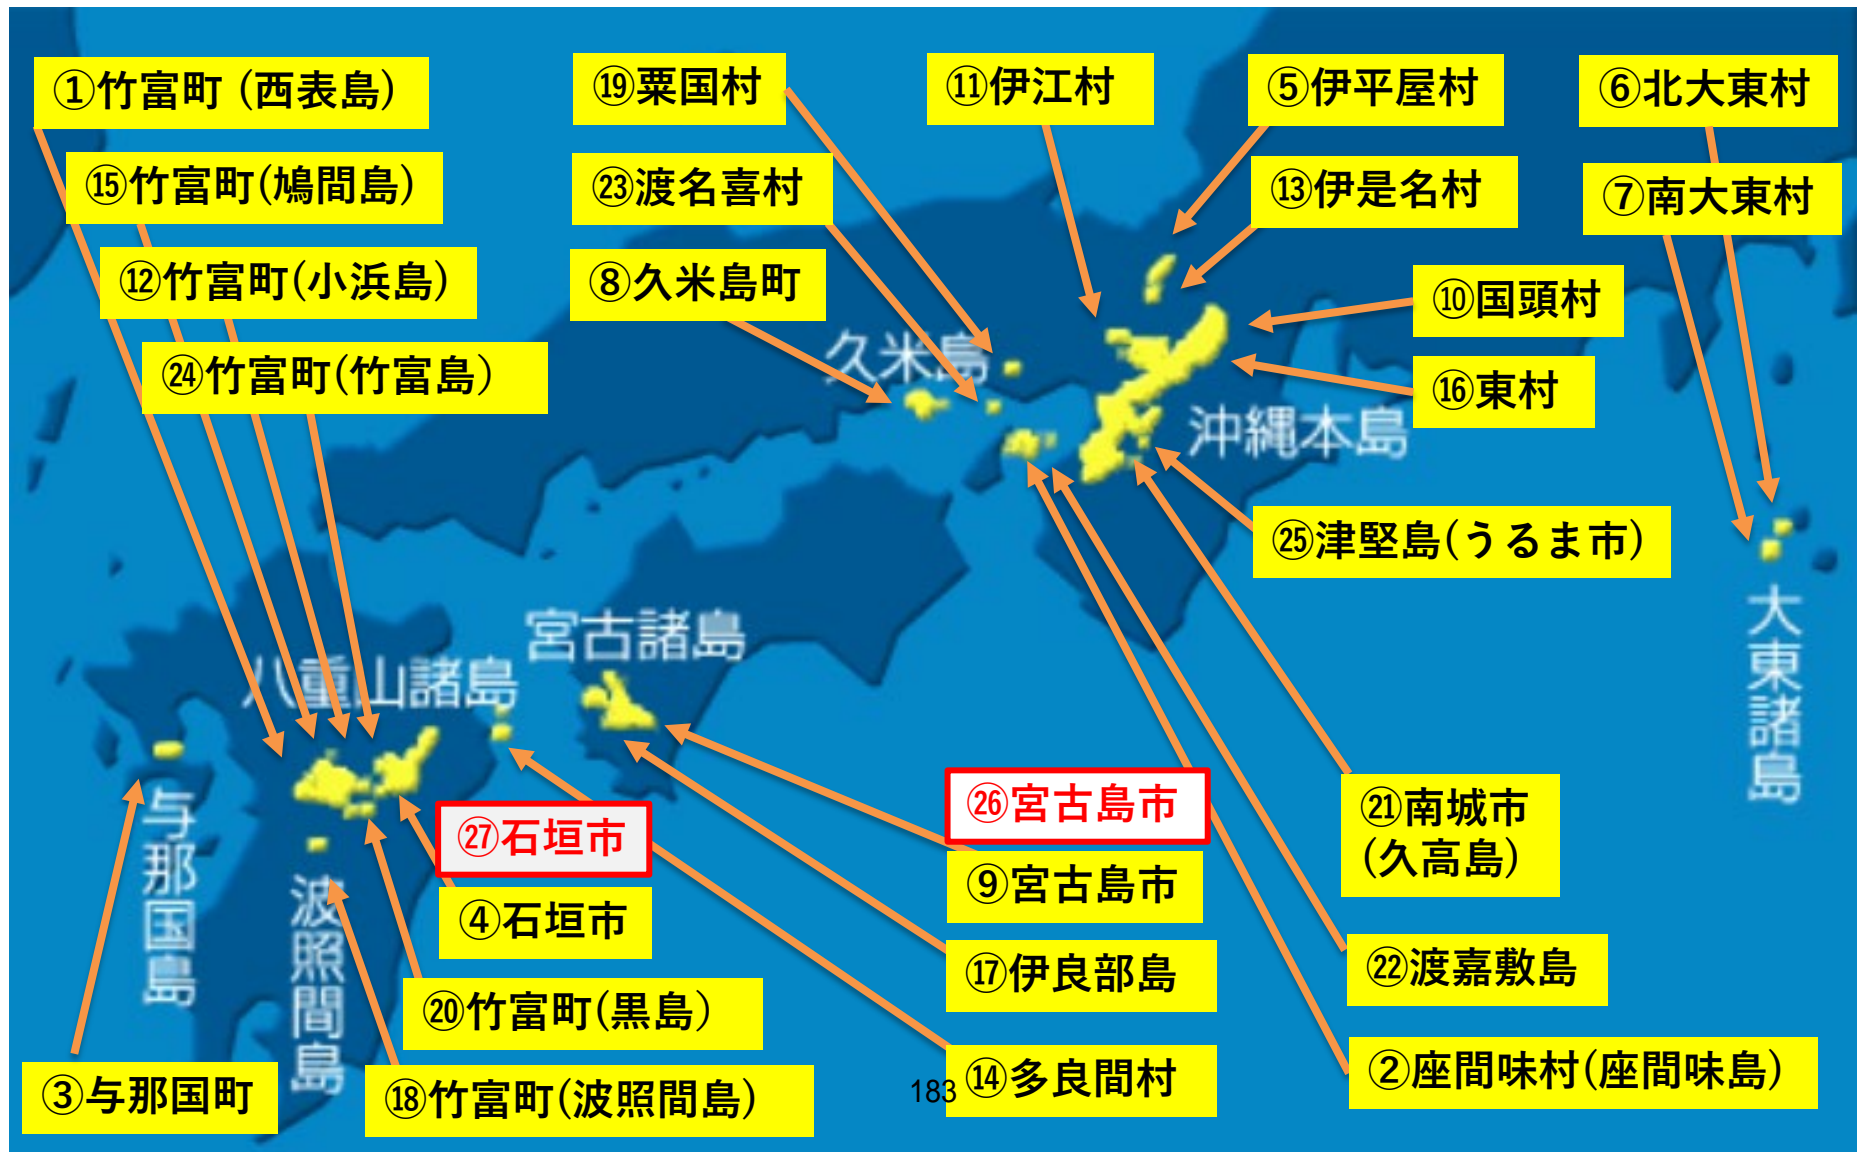 ①竹富町 (西表島)
⑮竹富町(鳩間島)
⑫竹富町(小浜島)
㉔竹富町(竹富島)
⑲粟国村
㉓渡名喜村
⑧久米島町
⑪伊江村
⑤伊平屋村
⑬伊是名村
⑥北大東村
⑦南大東村
⑩国頭村
⑯東村
久米島
沖縄本島
㉕津堅島(うるま市)
大東諸島
宮古諸島
八重山諸島
与那国島
波照間島
㉗石垣市
④石垣市
⑳竹富町(黒島)
⑱竹富町(波照間島)
③与那国町
㉖宮古島市
⑨宮古島市
⑰伊良部島
⑭多良間村
183
㉑南城市
(久高島)
㉒渡嘉敷島
②座間味村(座間味島)